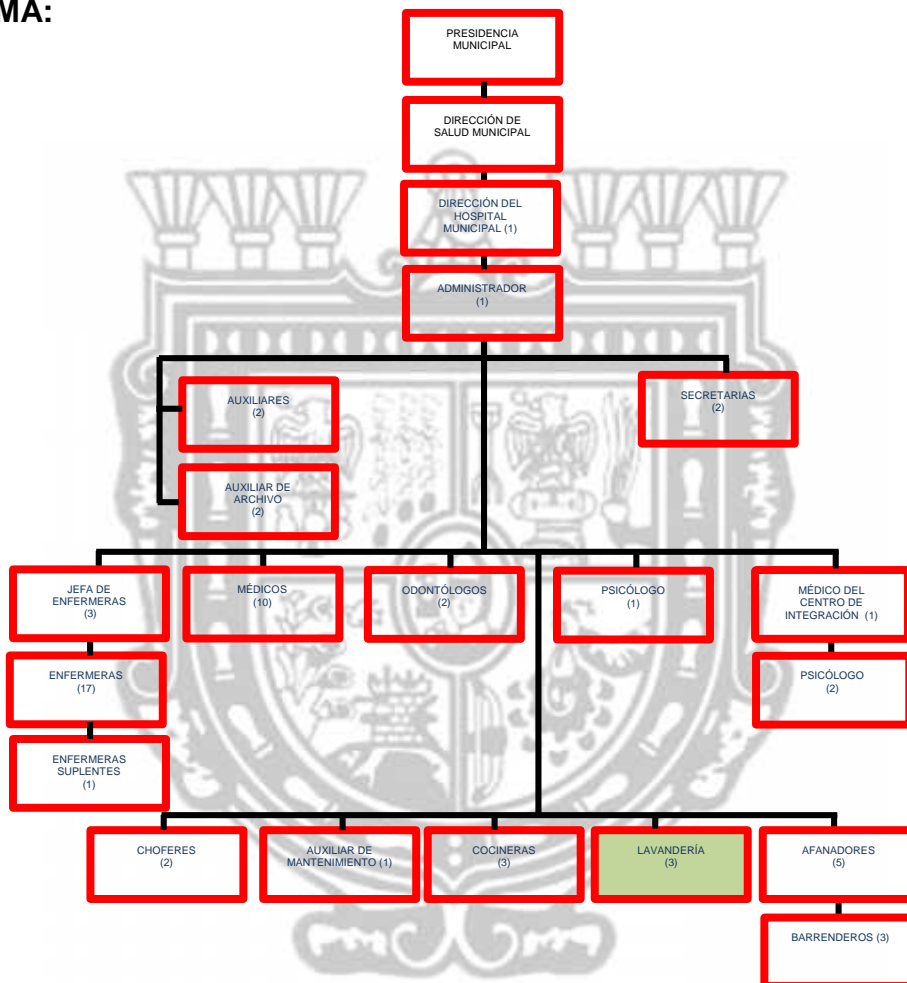 MA:
PRESIDENCIA
MUNICIPAL
DIRECCIÓN DE
SALUD MUNICIPAL
DIRECCIÓN DEL
HOSPITAL
MUNICIPAL (1)
ADMINISTRADOR
(1)
AUXILIARES
(2)
SECRETARIAS
(2)
AUXILIAR DE
ARCHIVO
(2)
JEFA DE
ENFERMERAS
(3)
MÉDICOS
(10)
ODONTÓLOGOS
(2)
PSICÓLOGO
(1)
MÉDICO DEL
CENTRO DE
INTEGRACIÓN (1)
ENFERMERAS
(17)
PSICÓLOGO
(2)
ENFERMERAS
SUPLENTES
(1)
CHOFERES
(2)
AUXILIAR DE
MANTENIMIENTO (1)
COCINERAS
(3)
LAVANDERÍA
(3)
AFANADORES
(5)
BARRENDEROS (3)